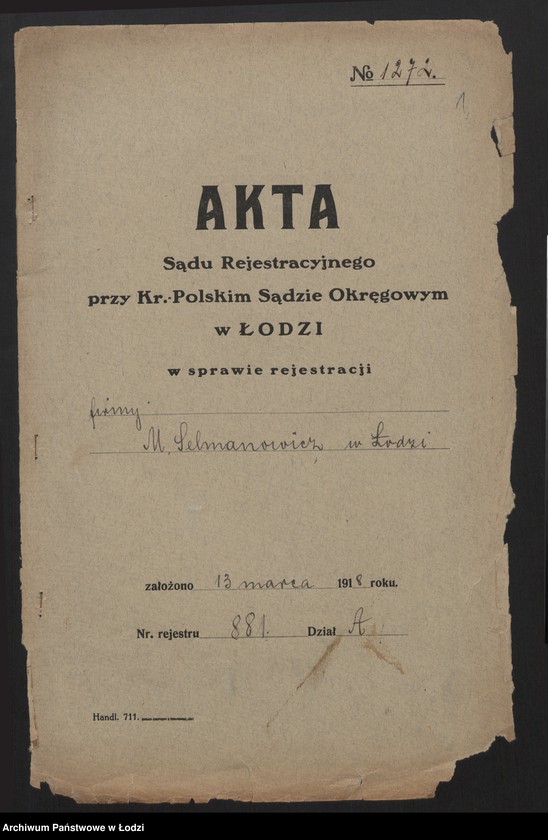 No 1272.
1
AKTA
Sądu Rejestracyjnego
przy Kr.-Polskim Sądzie Okręgowym
w ŁODZI
w sprawie rejestracji
firmy
M. Selmanowicz w Łodzi
założono 13 marca 1918 roku.
Nr. rejestru 881. Dział A
Handl. 711.
Archiwum Państwowe w Łodzi